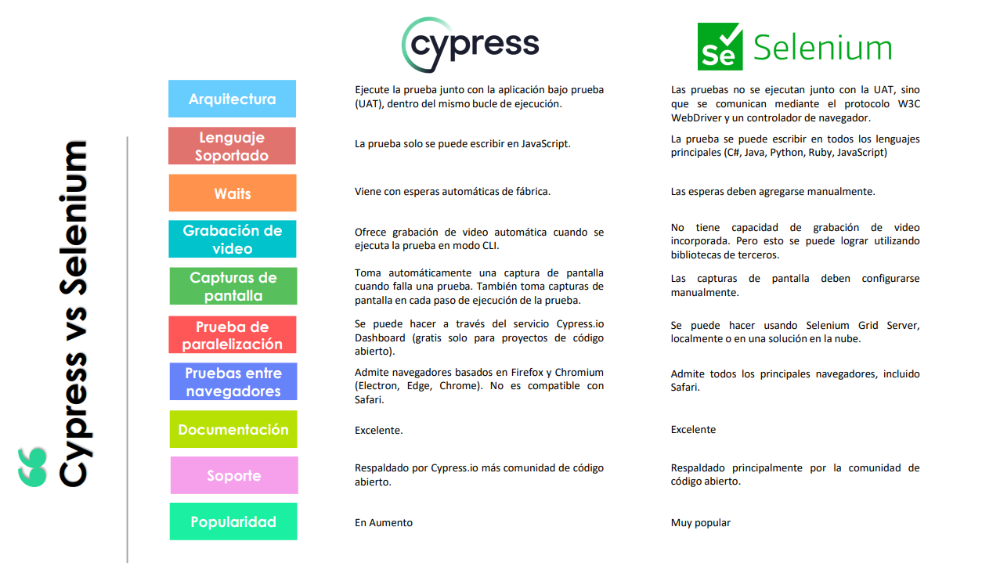 cypress
Se Selenium
Cypress vs Selenium
Arquitectura
Ejecute la prueba junto con la aplicación bajo prueba
(UAT), dentro del mismo bucle de ejecución.
Las pruebas no se ejecutan junto con la UAT, sino
que se comunican mediante el protocolo W3C
WebDriver y un controlador de navegador.
Lenguaje
Soportado
La prueba solo se puede escribir en JavaScript.
La prueba se puede escribir en todos los lenguajes
principales (C#, Java, Python, Ruby, JavaScript)
Waits
Viene con esperas automáticas de fábrica.
Las esperas deben agregarse manualmente.
Grabación de
video
Ofrece grabación de video automática cuando se
ejecuta la prueba en modo CLI.
No tiene capacidad de grabación de video
incorporada. Pero esto se puede lograr utilizando
bibliotecas de terceros.
Capturas de
pantalla
Toma automáticamente una captura de pantalla
cuando falla una prueba. También toma capturas de
pantalla en cada paso de ejecución de la prueba.
Las capturas de pantalla deben configurarse
manualmente.
Prueba de
paralelización
Se puede hacer a través del servicio Cypress.io
Dashboard (gratis solo para proyectos de código
abierto).
Se puede hacer usando Selenium Grid Server,
localmente o en una solución en la nube.
Pruebas entre
navegadores
Admite navegadores basados en Firefox y Chromium
(Electron, Edge, Chrome). No es compatible con
Safari.
Admite todos los principales navegadores, incluido
Safari.
Documentación
Excelente.
Excelente
Soporte
Respaldado por Cypress.io más comunidad de código
abierto.
Respaldado principalmente por la comunidad de
código abierto.
Popularidad
En Aumento
Muy popular